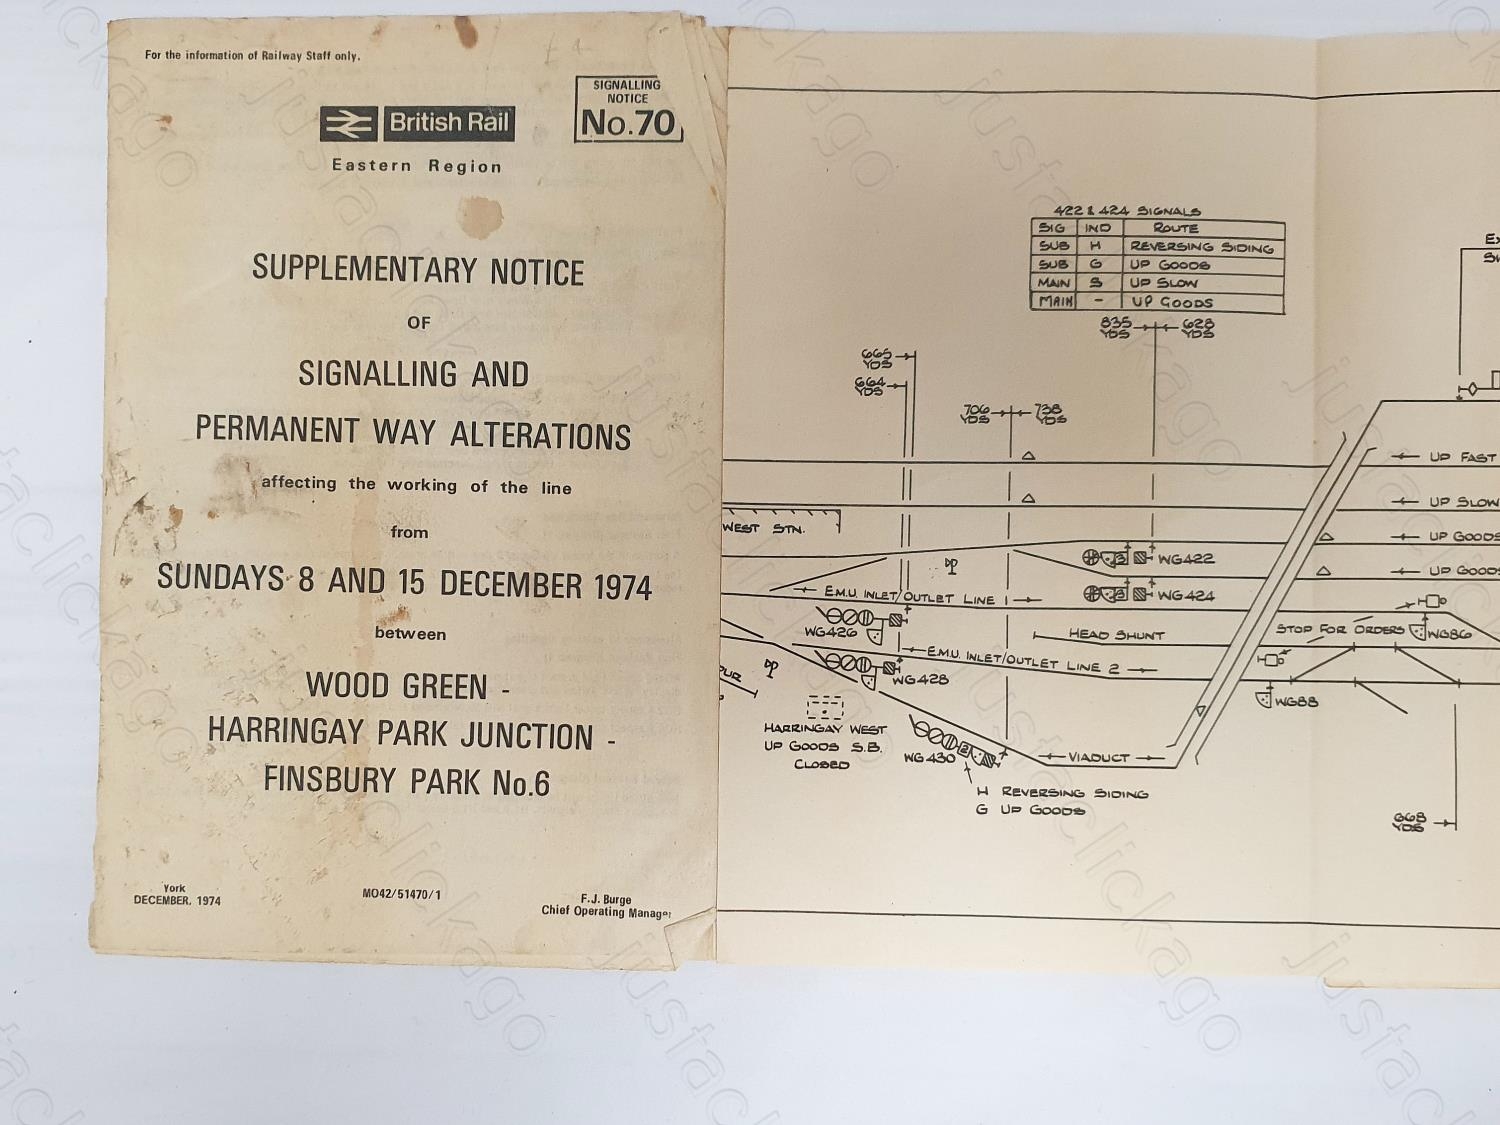 For the information of Railway Staff only.
SIGNALLING
NOTICE
No.70
British Rail
Eastern Region
SUPPLEMENTARY NOTICE
OF
SIGNALLING AND
PERMANENT WAY ALTERATIONS
affecting the working of the line
from
SUNDAYS 8 AND 15 DECEMBER 1974
between
WOOD GREEN -
HARRINGAY PARK JUNCTION -
FINSBURY PARK No.6
York
DECEMBER, 1974
MO42/51470/1
F.J. Burge
Chief Operating Manager
422 & 424 SIGNALS
SIG IND ROUTE
SUB H REVERSING SIDING
SUB G UP GOODS
MAIN S UP SLOW
MAIN - UP GOODS
835 YDS 628 YDS
665 YDS
664 YDS
706 YDS 738 YDS
UP FAST
UP SLOW
WEST STN.
UP GOODS
WG422
UP GOODS
E.M.U. INLET/OUTLET LINE 1
WG424
WG426
HEAD SHUNT
STOP FOR ORDERS
WG86
E.M.U. INLET/OUTLET LINE 2
WG428
WG88
HARRINGAY WEST
UP GOODS S.B.
CLOSED
WG430
2
VIADUCT
H REVERSING SIDING
G UP GOODS
668 YDS
justaclickago